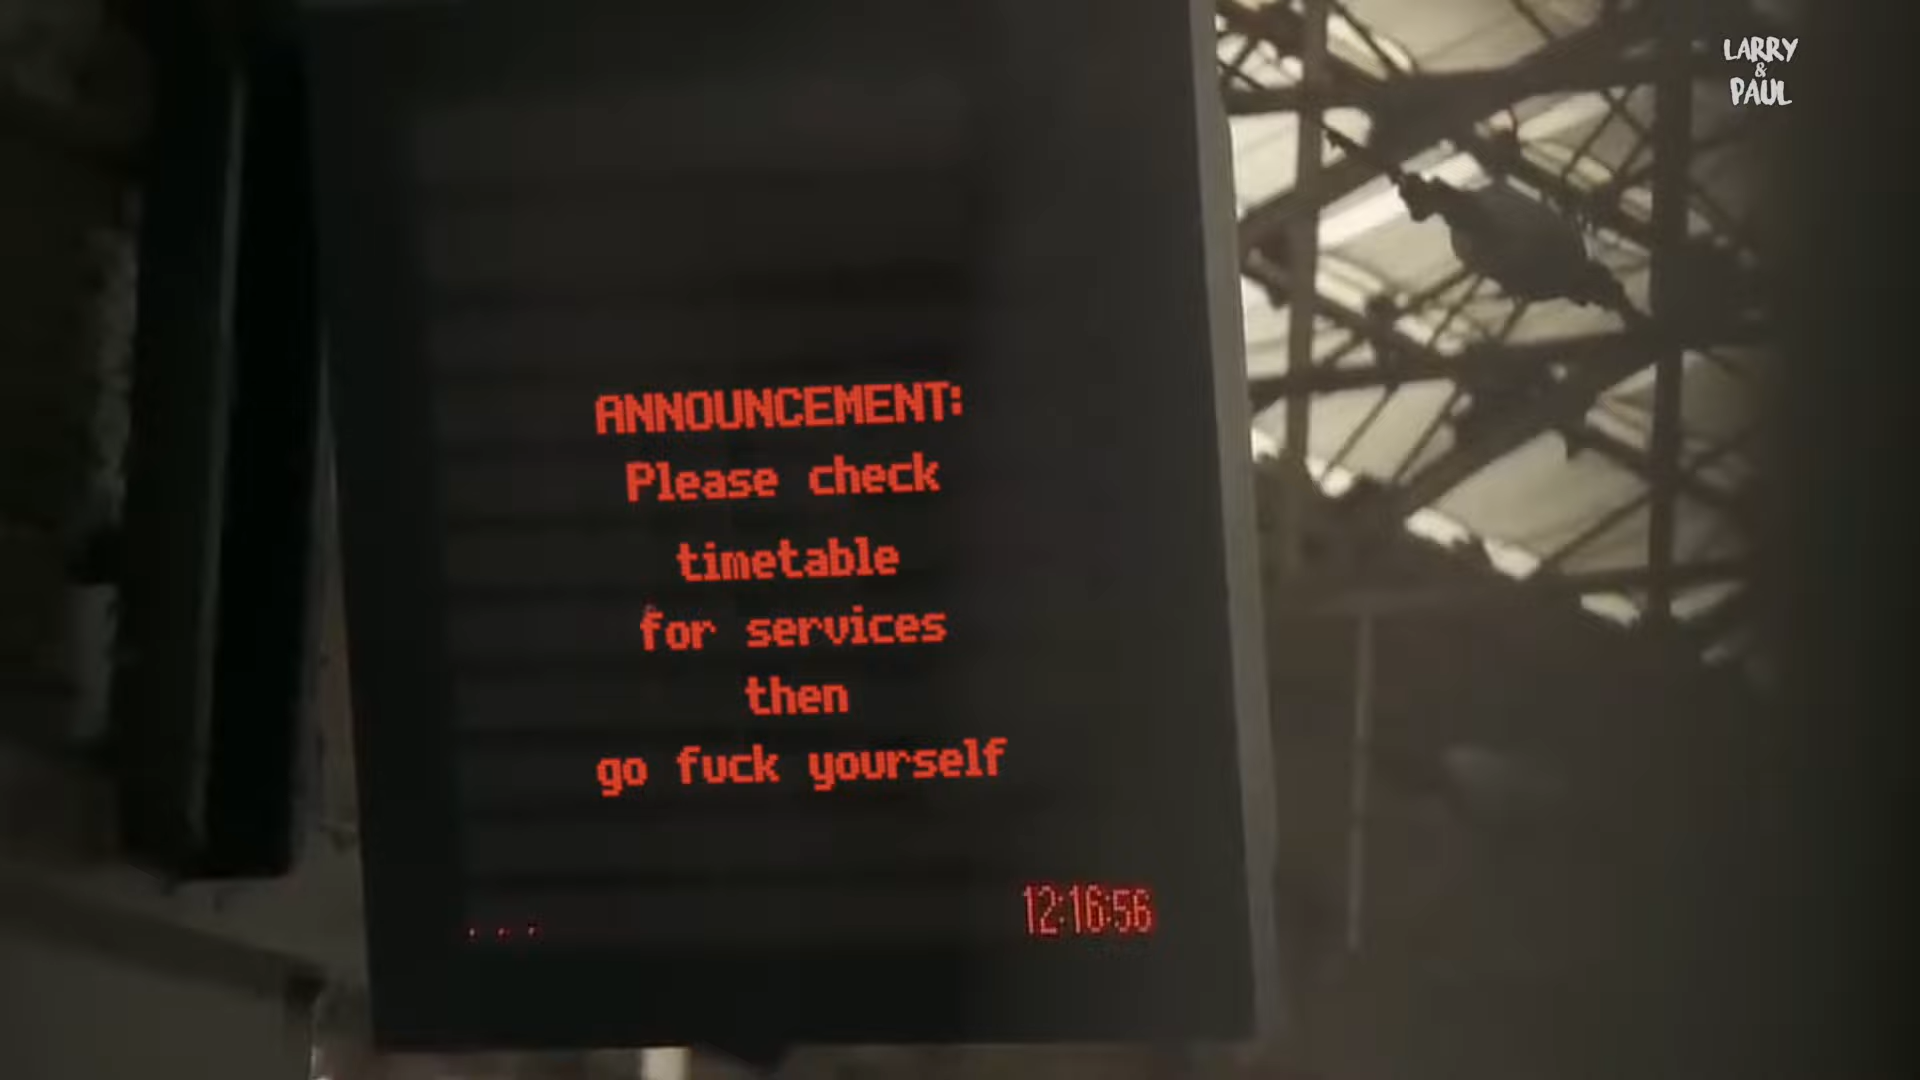 LARRY
&
PAUL
ANNOUNCEMENT:
Please check
timetable
for services
then
go fuck yourself
...
12:16:56